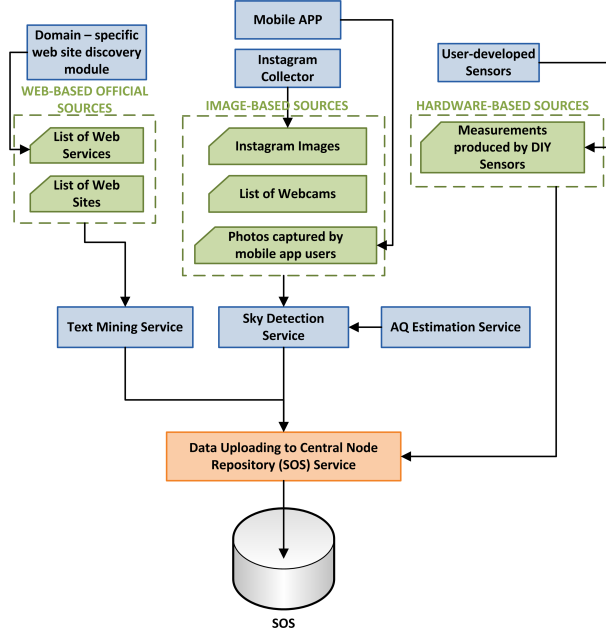 Mobile APP
Domain – specific
web site discovery
module
Instagram
Collector
User-developed
Sensors
WEB-BASED OFFICIAL
SOURCES
IMAGE-BASED SOURCES
HARDWARE-BASED SOURCES
List of Web
Services
Instagram Images
Measurements
produced by DIY
Sensors
List of Web
Sites
List of Webcams
Photos captured by
mobile app users
Text Mining Service
Sky Detection
Service
AQ Estimation Service
Data Uploading to Central Node
Repository (SOS) Service
SOS